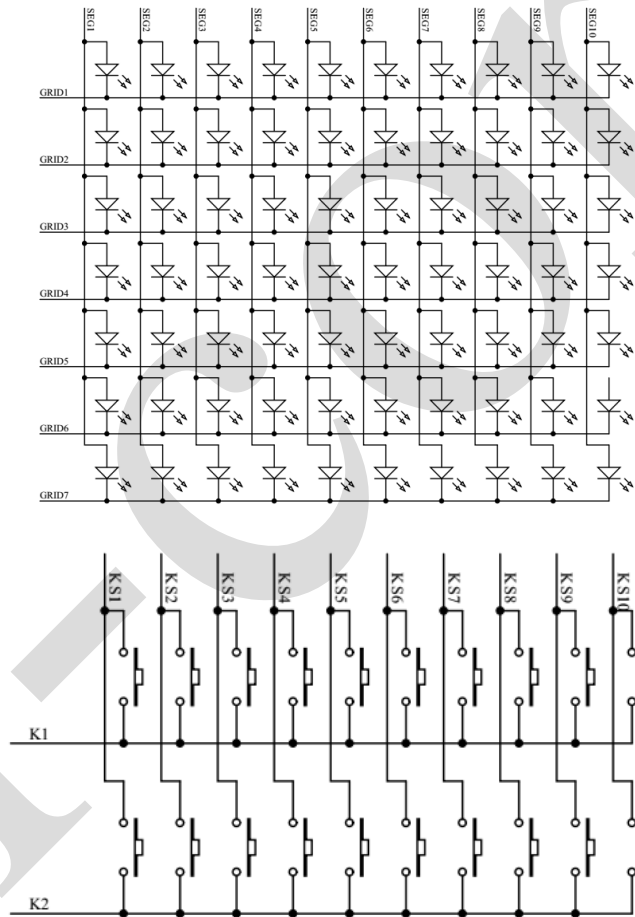 SEG1 SEG2 SEG3 SEG4 SEG5 SEG6 SEG7 SEG8 SEG9 SEG10
GRID1
GRID2
GRID3
GRID4
GRID5
GRID6
GRID7
KS1 KS2 KS3 KS4 KS5 KS6 KS7 KS8 KS9 KS10
K1
K2